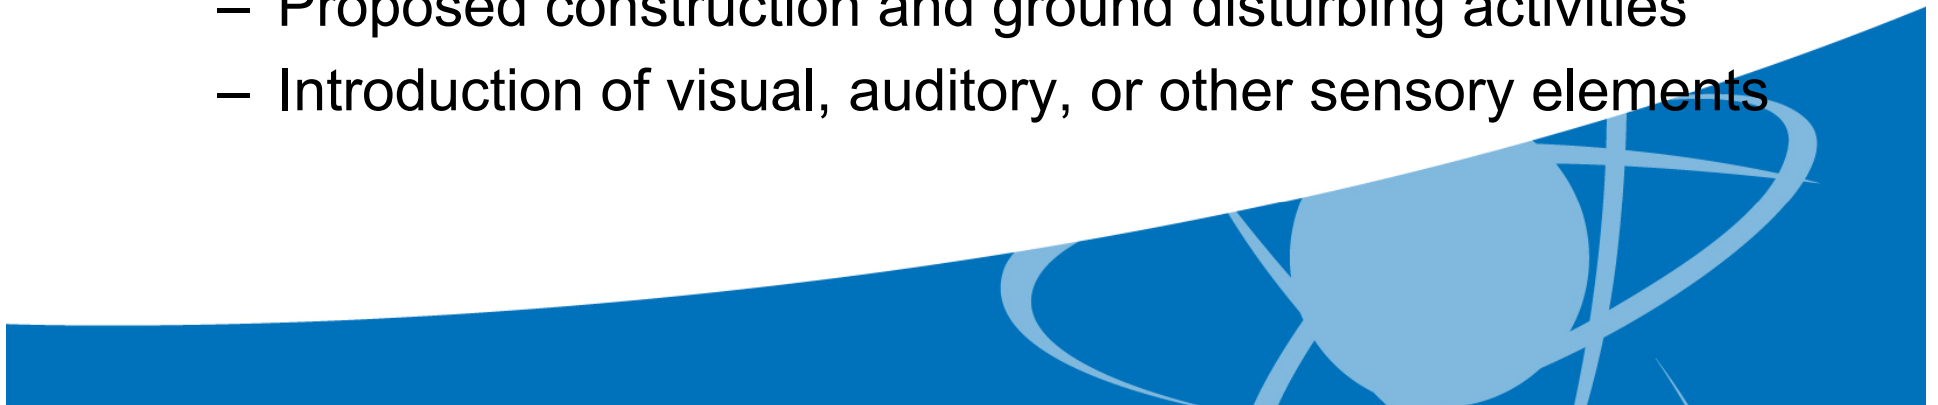 – Proposed construction and ground disturbing activities
– Introduction of visual, auditory, or other sensory elements